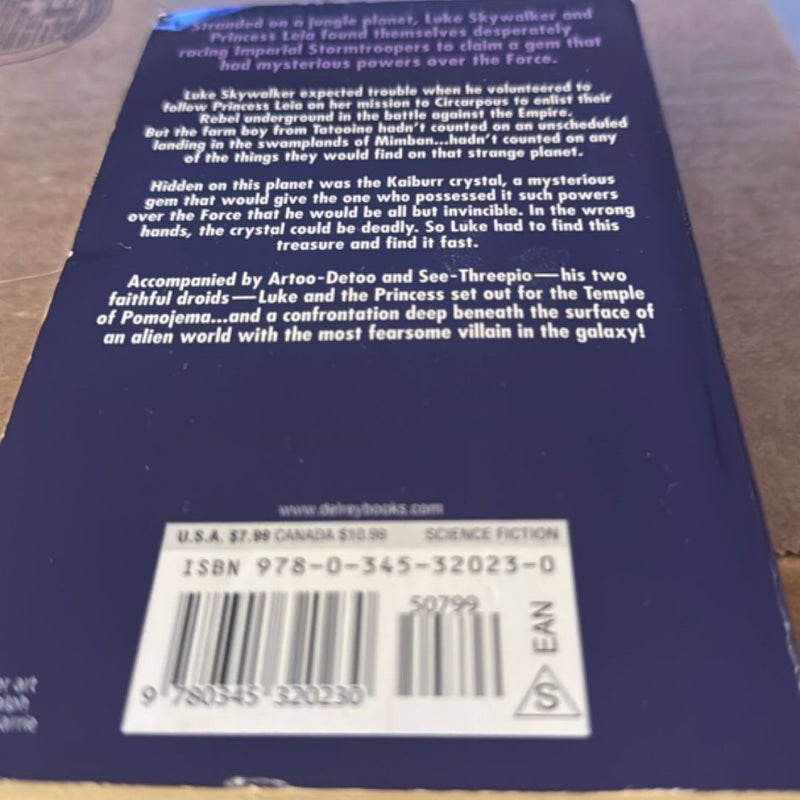 Stranded on a jungle planet, Luke Skywalker and
Princess Leia found themselves desperately
racing Imperial Stormtroopers to claim a gem that
had mysterious powers over the Force.
Luke Skywalker expected trouble when he volunteered to
follow Princess Leia on her mission to Circarpous to enlist their
Rebel underground in the battle against the Empire.
But the farm boy from Tatooine hadn't counted on an unscheduled
landing in the swamplands of Mimban...hadn't counted on any
of the things they would find on that strange planet.
Hidden on this planet was the Kaiburr crystal, a mysterious
gem that would give the one who possessed it such powers
over the Force that he would be all but invincible. In the wrong
hands, the crystal could be deadly. So Luke had to find this
treasure and find it fast.
Accompanied by Artoo-Detoo and See-Threepio—his two
faithful droids—Luke and the Princess set out for the Temple
of Pomojema...and a confrontation deep beneath the surface of
an alien world with the most fearsome villain in the galaxy!
www.delreybooks.com
U.S.A. $7.99 CANADA $10.99 SCIENCE FICTION
ISBN 978-0-345-32023-0
50799
EAN
S
9 780345 320230
er art
alph
arrie